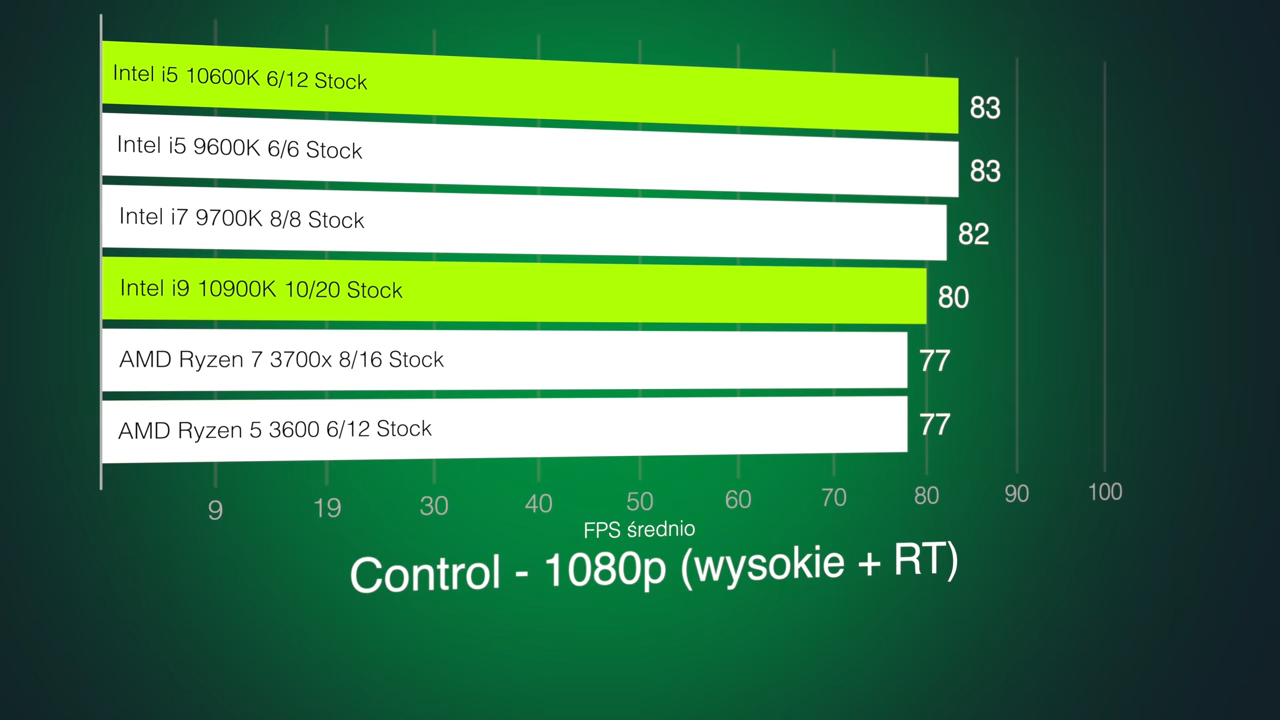 Intel i5 10600K 6/12 Stock
83
Intel i5 9600K 6/6 Stock
83
Intel i7 9700K 8/8 Stock
82
Intel i9 10900K 10/20 Stock
80
AMD Ryzen 7 3700x 8/16 Stock
77
AMD Ryzen 5 3600 6/12 Stock
77
9 19 30 40 50 60 70 80 90 100
FPS średnio
Control - 1080p (wysokie + RT)